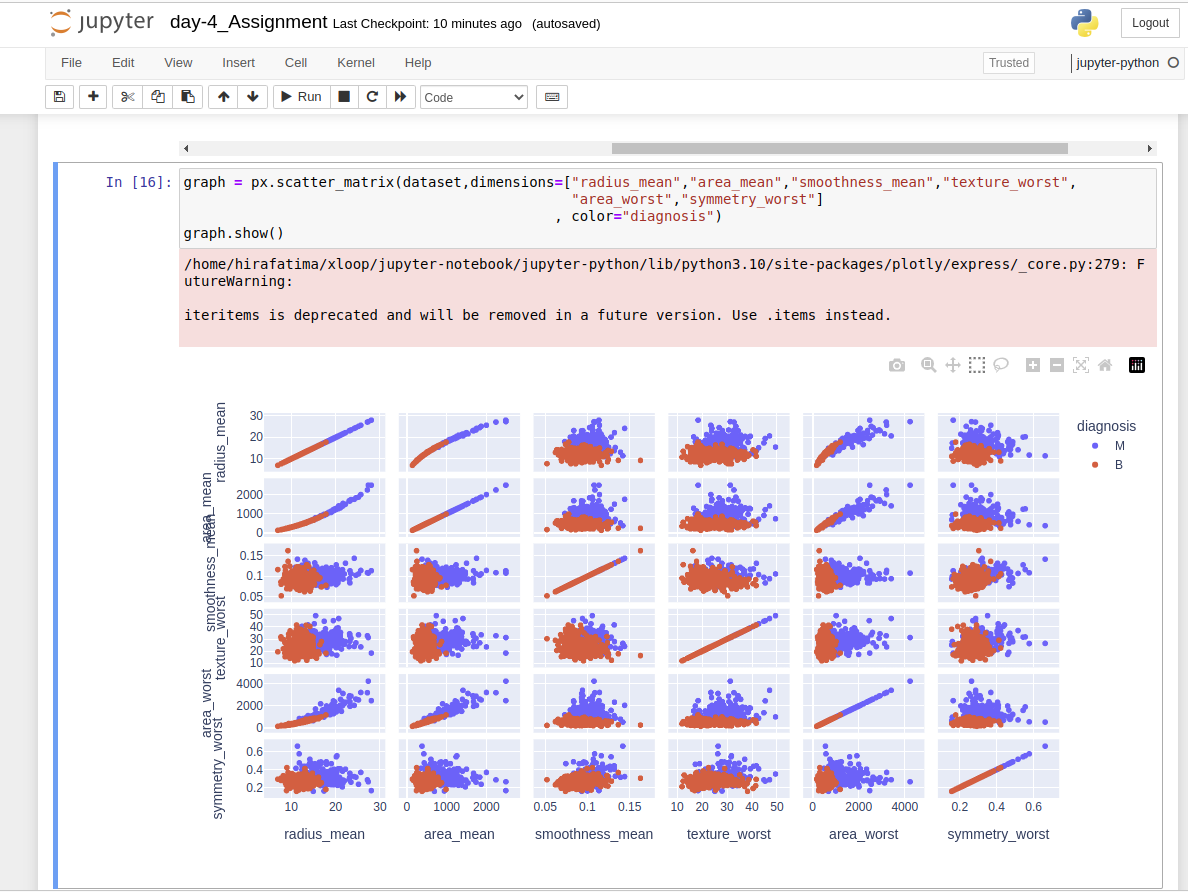 jupyter day-4_Assignment Last Checkpoint: 10 minutes ago (autosaved) Logout
File Edit View Insert Cell Kernel Help Trusted jupyter-python
Run Code
In [16]: graph = px.scatter_matrix(dataset,dimensions=["radius_mean","area_mean","smoothness_mean","texture_worst",
"area_worst","symmetry_worst"]
, color="diagnosis")
graph.show()
/home/hirafatima/xloop/jupyter-notebook/jupyter-python/lib/python3.10/site-packages/plotly/express/_core.py:279: F
utureWarning:
iteritems is deprecated and will be removed in a future version. Use .items instead.
diagnosis
M
B
radius_mean
30
20
10
area_mean
2000
1000
0
smoothness_mean
0.15
0.1
0.05
texture_worst
50
40
30
20
10
area_worst
4000
2000
0
symmetry_worst
0.6
0.4
0.2
10 20 30 0 1000 2000 0.05 0.1 0.15 10 20 30 40 50 0 2000 4000 0.2 0.4 0.6
radius_mean area_mean smoothness_mean texture_worst area_worst symmetry_worst